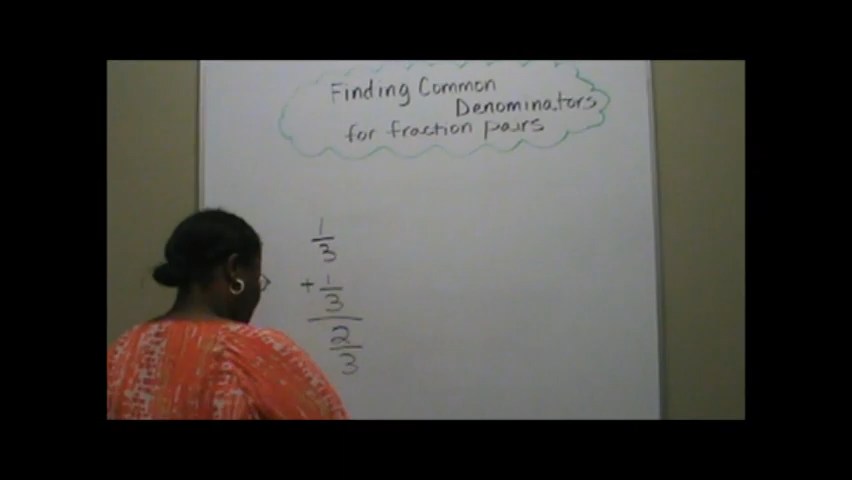 Finding Common
Denominators
for fraction pairs
1
3
+ 1
3
2
3